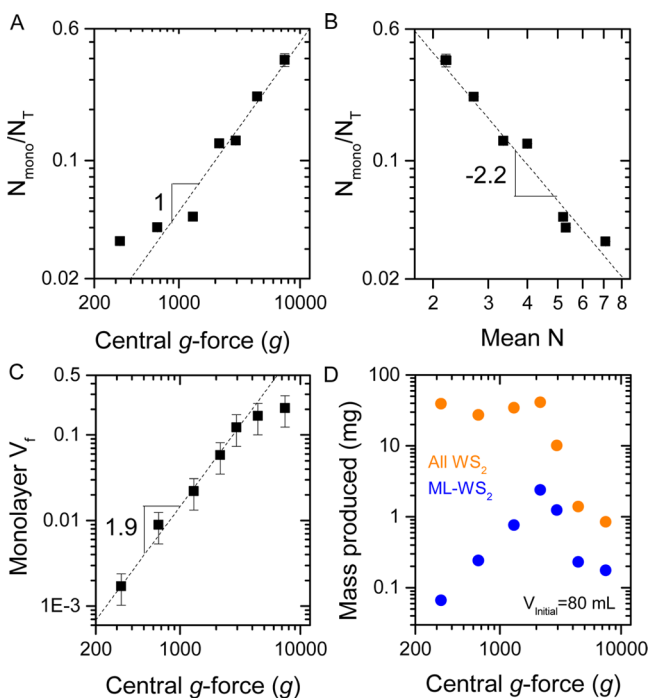 A
0.6
0.1
0.02
N_mono/N_T
1
200
1000
10000
Central g-force (g)
B
0.6
0.1
0.02
N_mono/N_T
-2.2
2
3
4
5
6
7
8
Mean N
C
0.5
0.1
0.01
1E-3
Monolayer V_f
1.9
200
1000
10000
Central g-force (g)
D
100
10
1
0.1
Mass produced (mg)
All WS₂
ML-WS₂
V_Initial=80 mL
200
1000
10000
Central g-force (g)